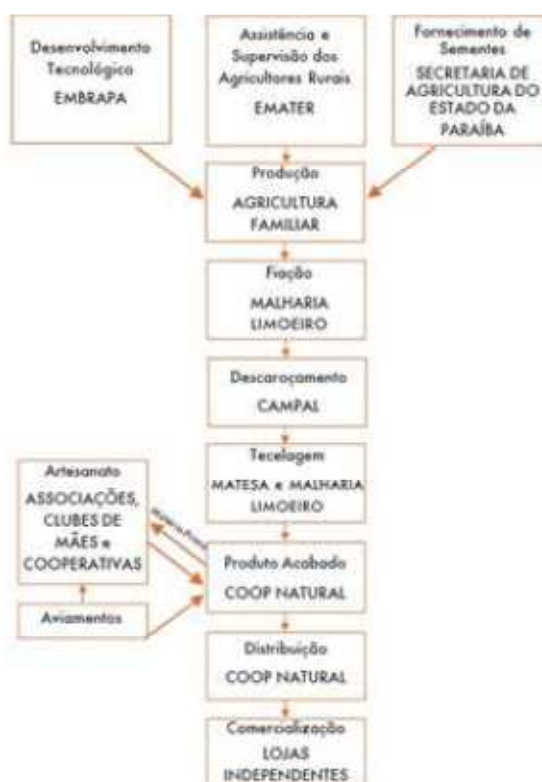 Desenvolvimento
Tecnológico
EMBRAPA
Assistência e
Supervisão dos
Agricultores Rurais
EMATER
Fornecimento de
Sementes
SECRETARIA DE
AGRICULTURA DO
ESTADO DA
PARAÍBA
Produção
AGRICULTURA
FAMILIAR
Fiação
MALHARIA
LIMOEIRO
Descaroçamento
CAMPAL
Tecelagem
MATESA e MALHARIA
LIMOEIRO
Artesanato
ASSOCIAÇÕES,
CLUBES DE
MÃES e
COOPERATIVAS
Matéria Prima
Produto Acabado
COOP NATURAL
Aviamentos
Distribuição
COOP NATURAL
Comercialização
LOJAS
INDEPENDENTES